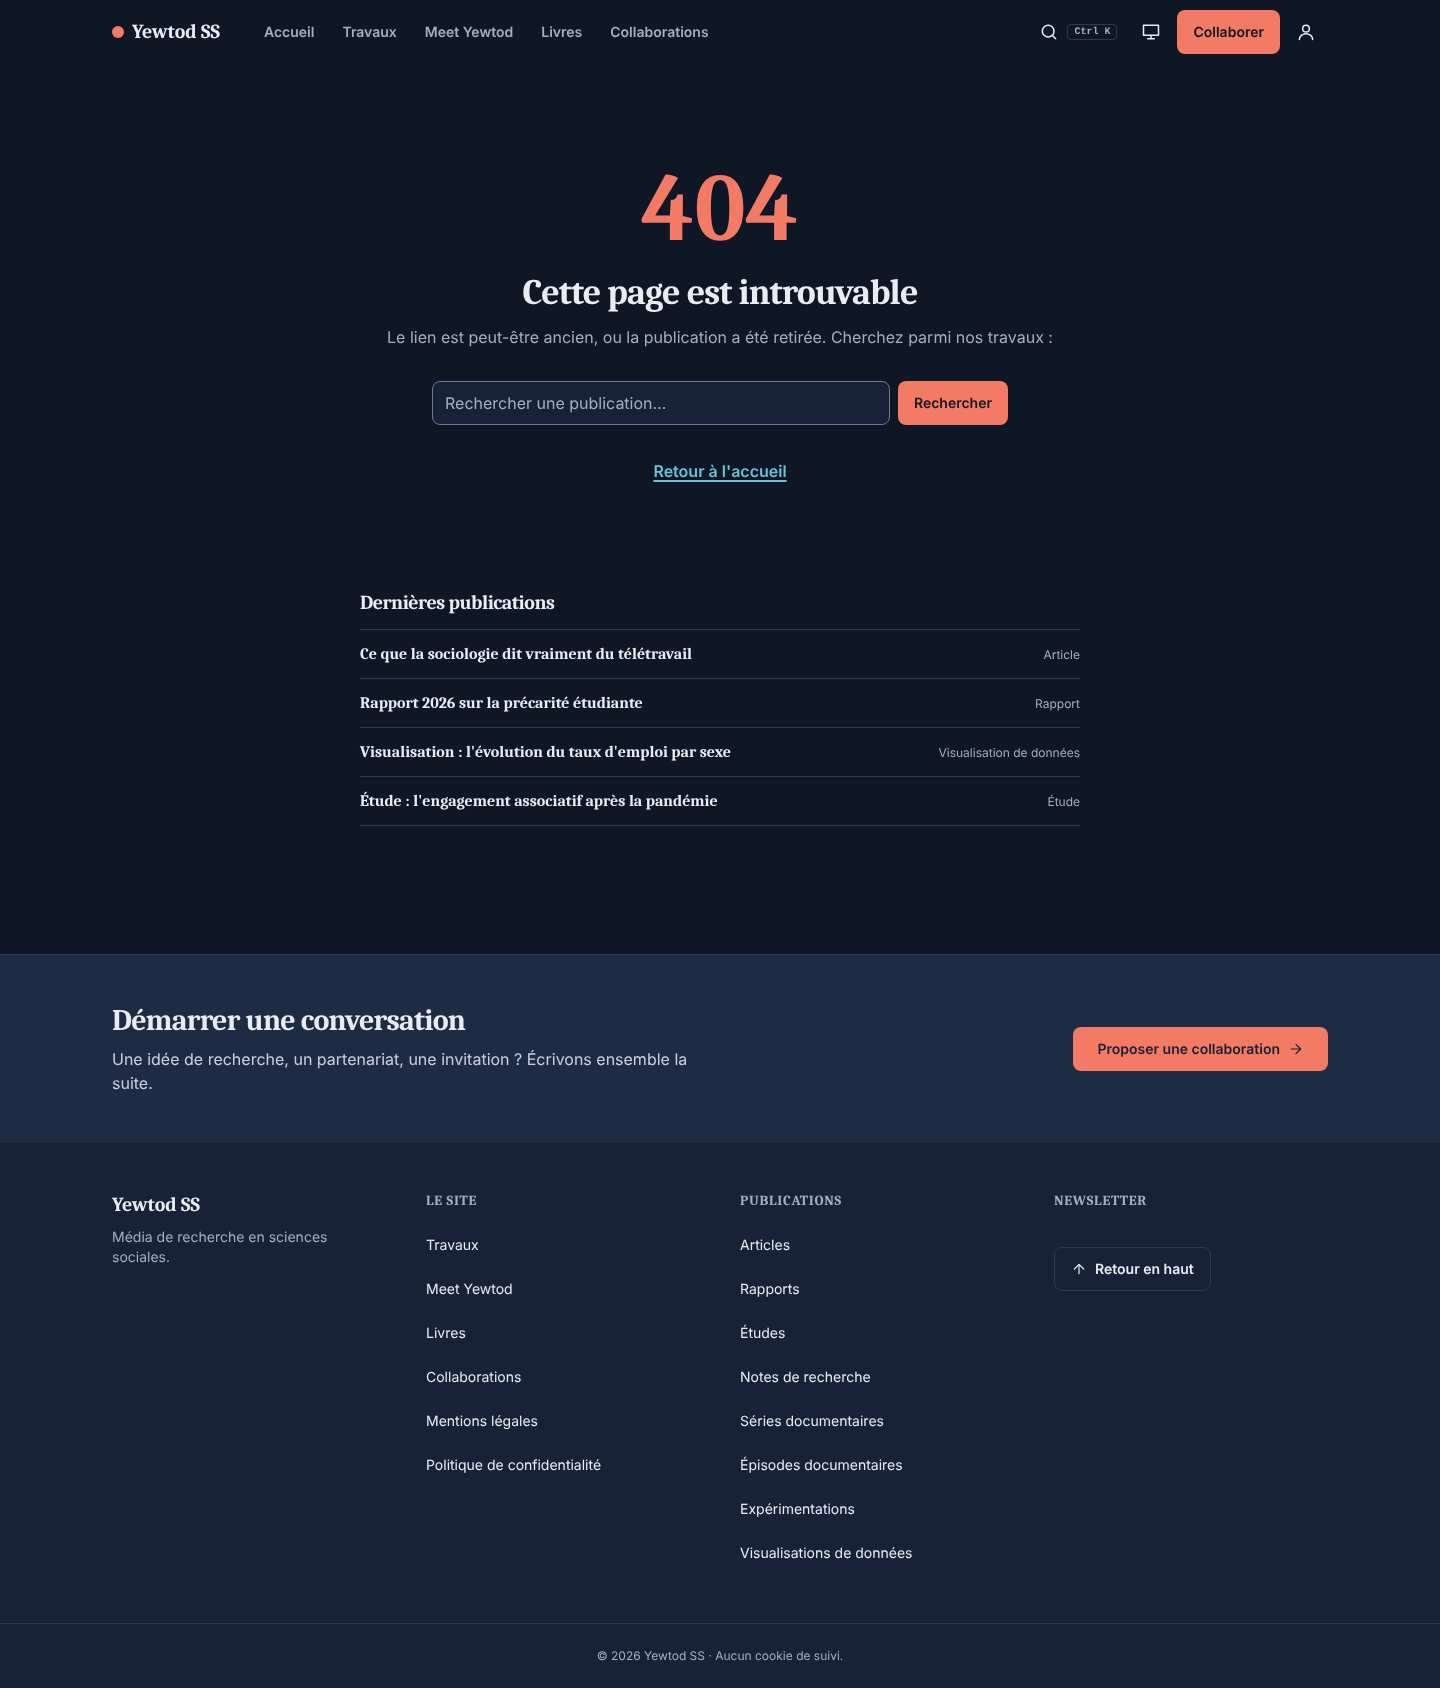 Yewtod SS
Accueil
Travaux
Meet Yewtod
Livres
Collaborations
Ctrl K
Collaborer
404
Cette page est introuvable
Le lien est peut-être ancien, ou la publication a été retirée. Cherchez parmi nos travaux :
Rechercher une publication...
Rechercher
Retour à l'accueil
Dernières publications
Ce que la sociologie dit vraiment du télétravail
Article
Rapport 2026 sur la précarité étudiante
Rapport
Visualisation : l'évolution du taux d'emploi par sexe
Visualisation de données
Étude : l'engagement associatif après la pandémie
Étude
Démarrer une conversation
Une idée de recherche, un partenariat, une invitation ? Écrivons ensemble la
suite.
Proposer une collaboration
Yewtod SS
Média de recherche en sciences
sociales.
LE SITE
Travaux
Meet Yewtod
Livres
Collaborations
Mentions légales
Politique de confidentialité
PUBLICATIONS
Articles
Rapports
Études
Notes de recherche
Séries documentaires
Épisodes documentaires
Expérimentations
Visualisations de données
NEWSLETTER
Retour en haut
© 2026 Yewtod SS · Aucun cookie de suivi.